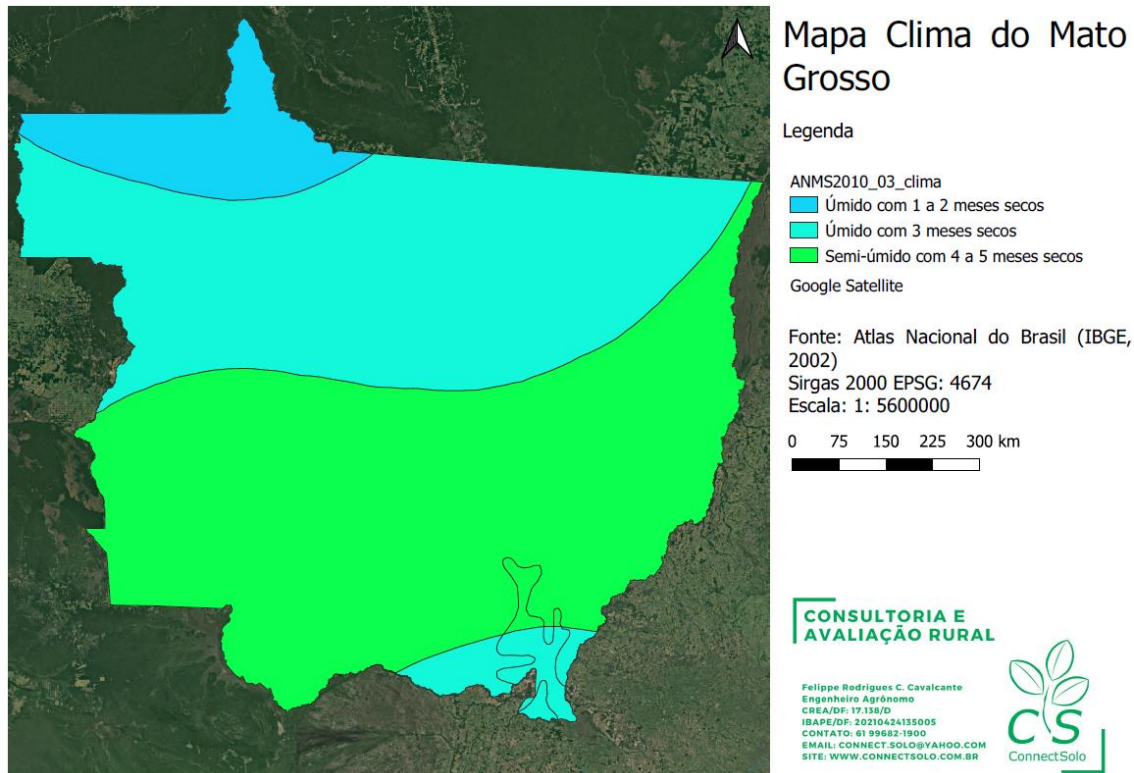 Mapa Clima do Mato
Grosso
Legenda
ANMS2010_03_clima
Úmido com 1 a 2 meses secos
Úmido com 3 meses secos
Semi-úmido com 4 a 5 meses secos
Google Satellite
Fonte: Atlas Nacional do Brasil (IBGE,
2002)
Sirgas 2000 EPSG: 4674
Escala: 1: 5600000
0 75 150 225 300 km
CONSULTORIA E
AVALIAÇÃO RURAL
Felippe Rodrigues C. Cavalcante
Engenheiro Agrônomo
CREA/DF: 17.138/D
IBAPE/DF: 20210424135005
CONTATO: 61 99682-1900
EMAIL: CONNECT.SOLO@YAHOO.COM
SITE: WWW.CONNECTSOLO.COM.BR
CS
ConnectSolo